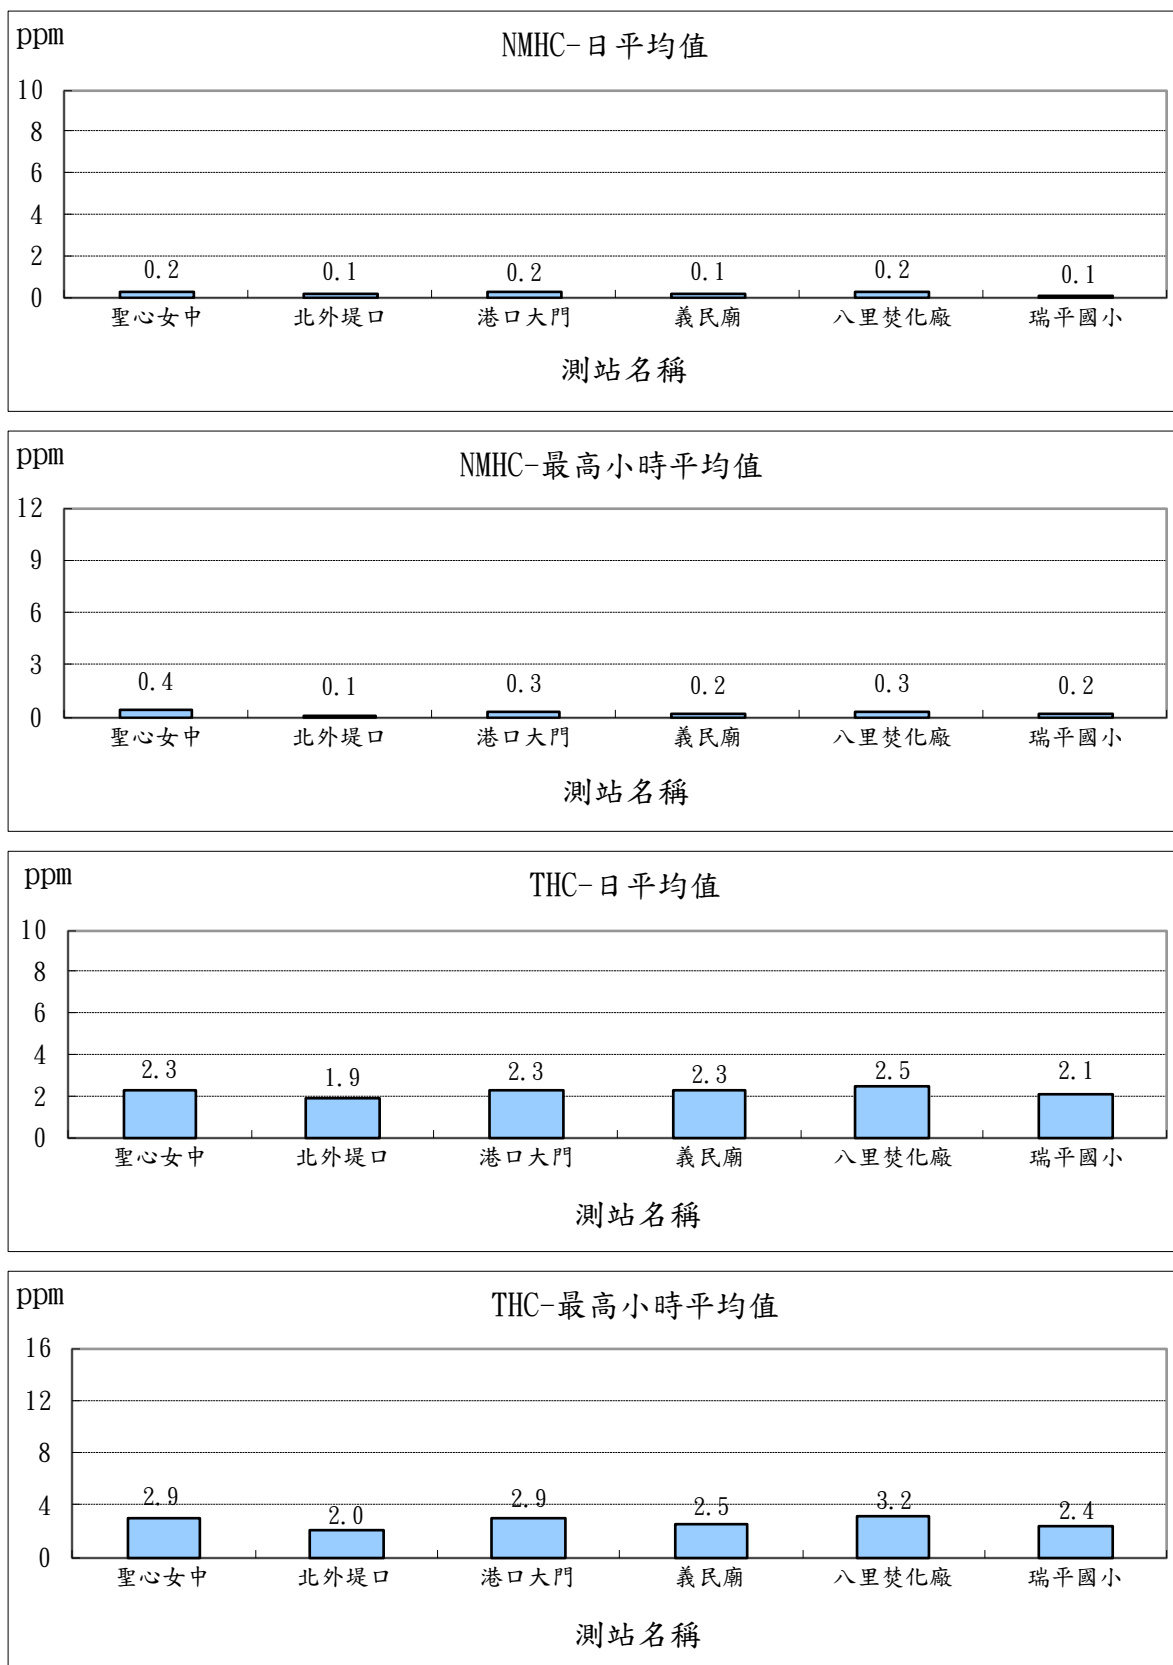 ppm
NMHC-日平均值
10
8
6
4
2
0
0.2 0.1 0.2 0.1 0.2 0.1
聖心女中 北外堤口 港口大門 義民廟 八里焚化廠 瑞平國小
測站名稱
ppm
NMHC-最高小時平均值
12
9
6
3
0
0.4 0.1 0.3 0.2 0.3 0.2
聖心女中 北外堤口 港口大門 義民廟 八里焚化廠 瑞平國小
測站名稱
ppm
THC-日平均值
10
8
6
4
2
0
2.3 1.9 2.3 2.3 2.5 2.1
聖心女中 北外堤口 港口大門 義民廟 八里焚化廠 瑞平國小
測站名稱
ppm
THC-最高小時平均值
16
12
8
4
0
2.9 2.0 2.9 2.5 3.2 2.4
聖心女中 北外堤口 港口大門 義民廟 八里焚化廠 瑞平國小
測站名稱